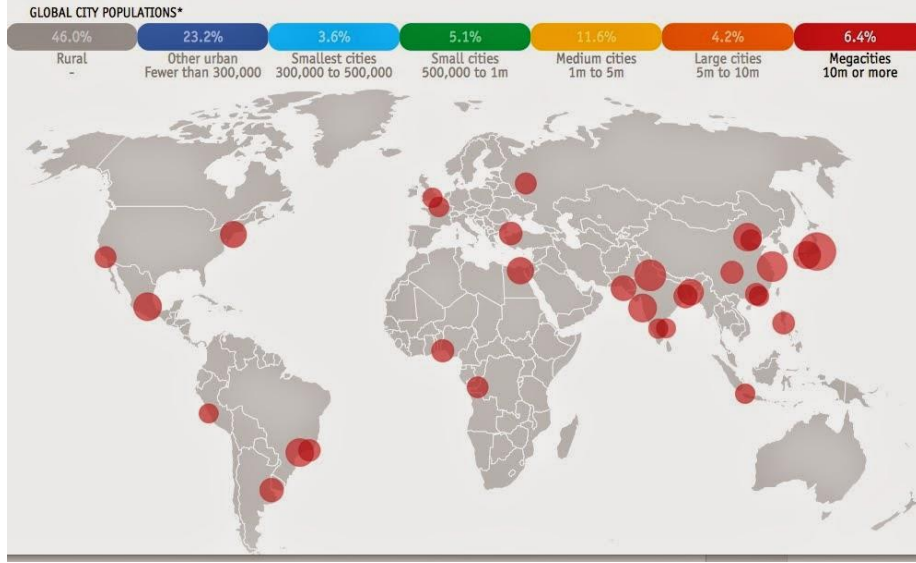 GLOBAL CITY POPULATIONS*
46.0%
23.2%
3.6%
5.1%
11.6%
4.2%
6.4%
Rural
-
Other urban
Fewer than 300,000
Smallest cities
300,000 to 500,000
Small cities
500,000 to 1m
Medium cities
1m to 5m
Large cities
5m to 10m
Megacities
10m or more